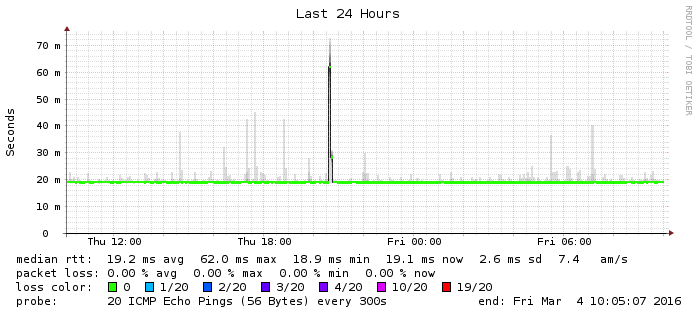 Last 24 Hours
RRDTOOL / TOBI OETIKER
Seconds
70 m
60 m
50 m
40 m
30 m
20 m
10 m
0
Thu 12:00 Thu 18:00 Fri 00:00 Fri 06:00
median rtt: 19.2 ms avg 62.0 ms max 18.9 ms min 19.1 ms now 2.6 ms sd 7.4 am/s
packet loss: 0.00 % avg 0.00 % max 0.00 % min 0.00 % now
loss color: 0 1/20 2/20 3/20 4/20 10/20 19/20
probe: 20 ICMP Echo Pings (56 Bytes) every 300s end: Fri Mar 4 10:05:07 2016